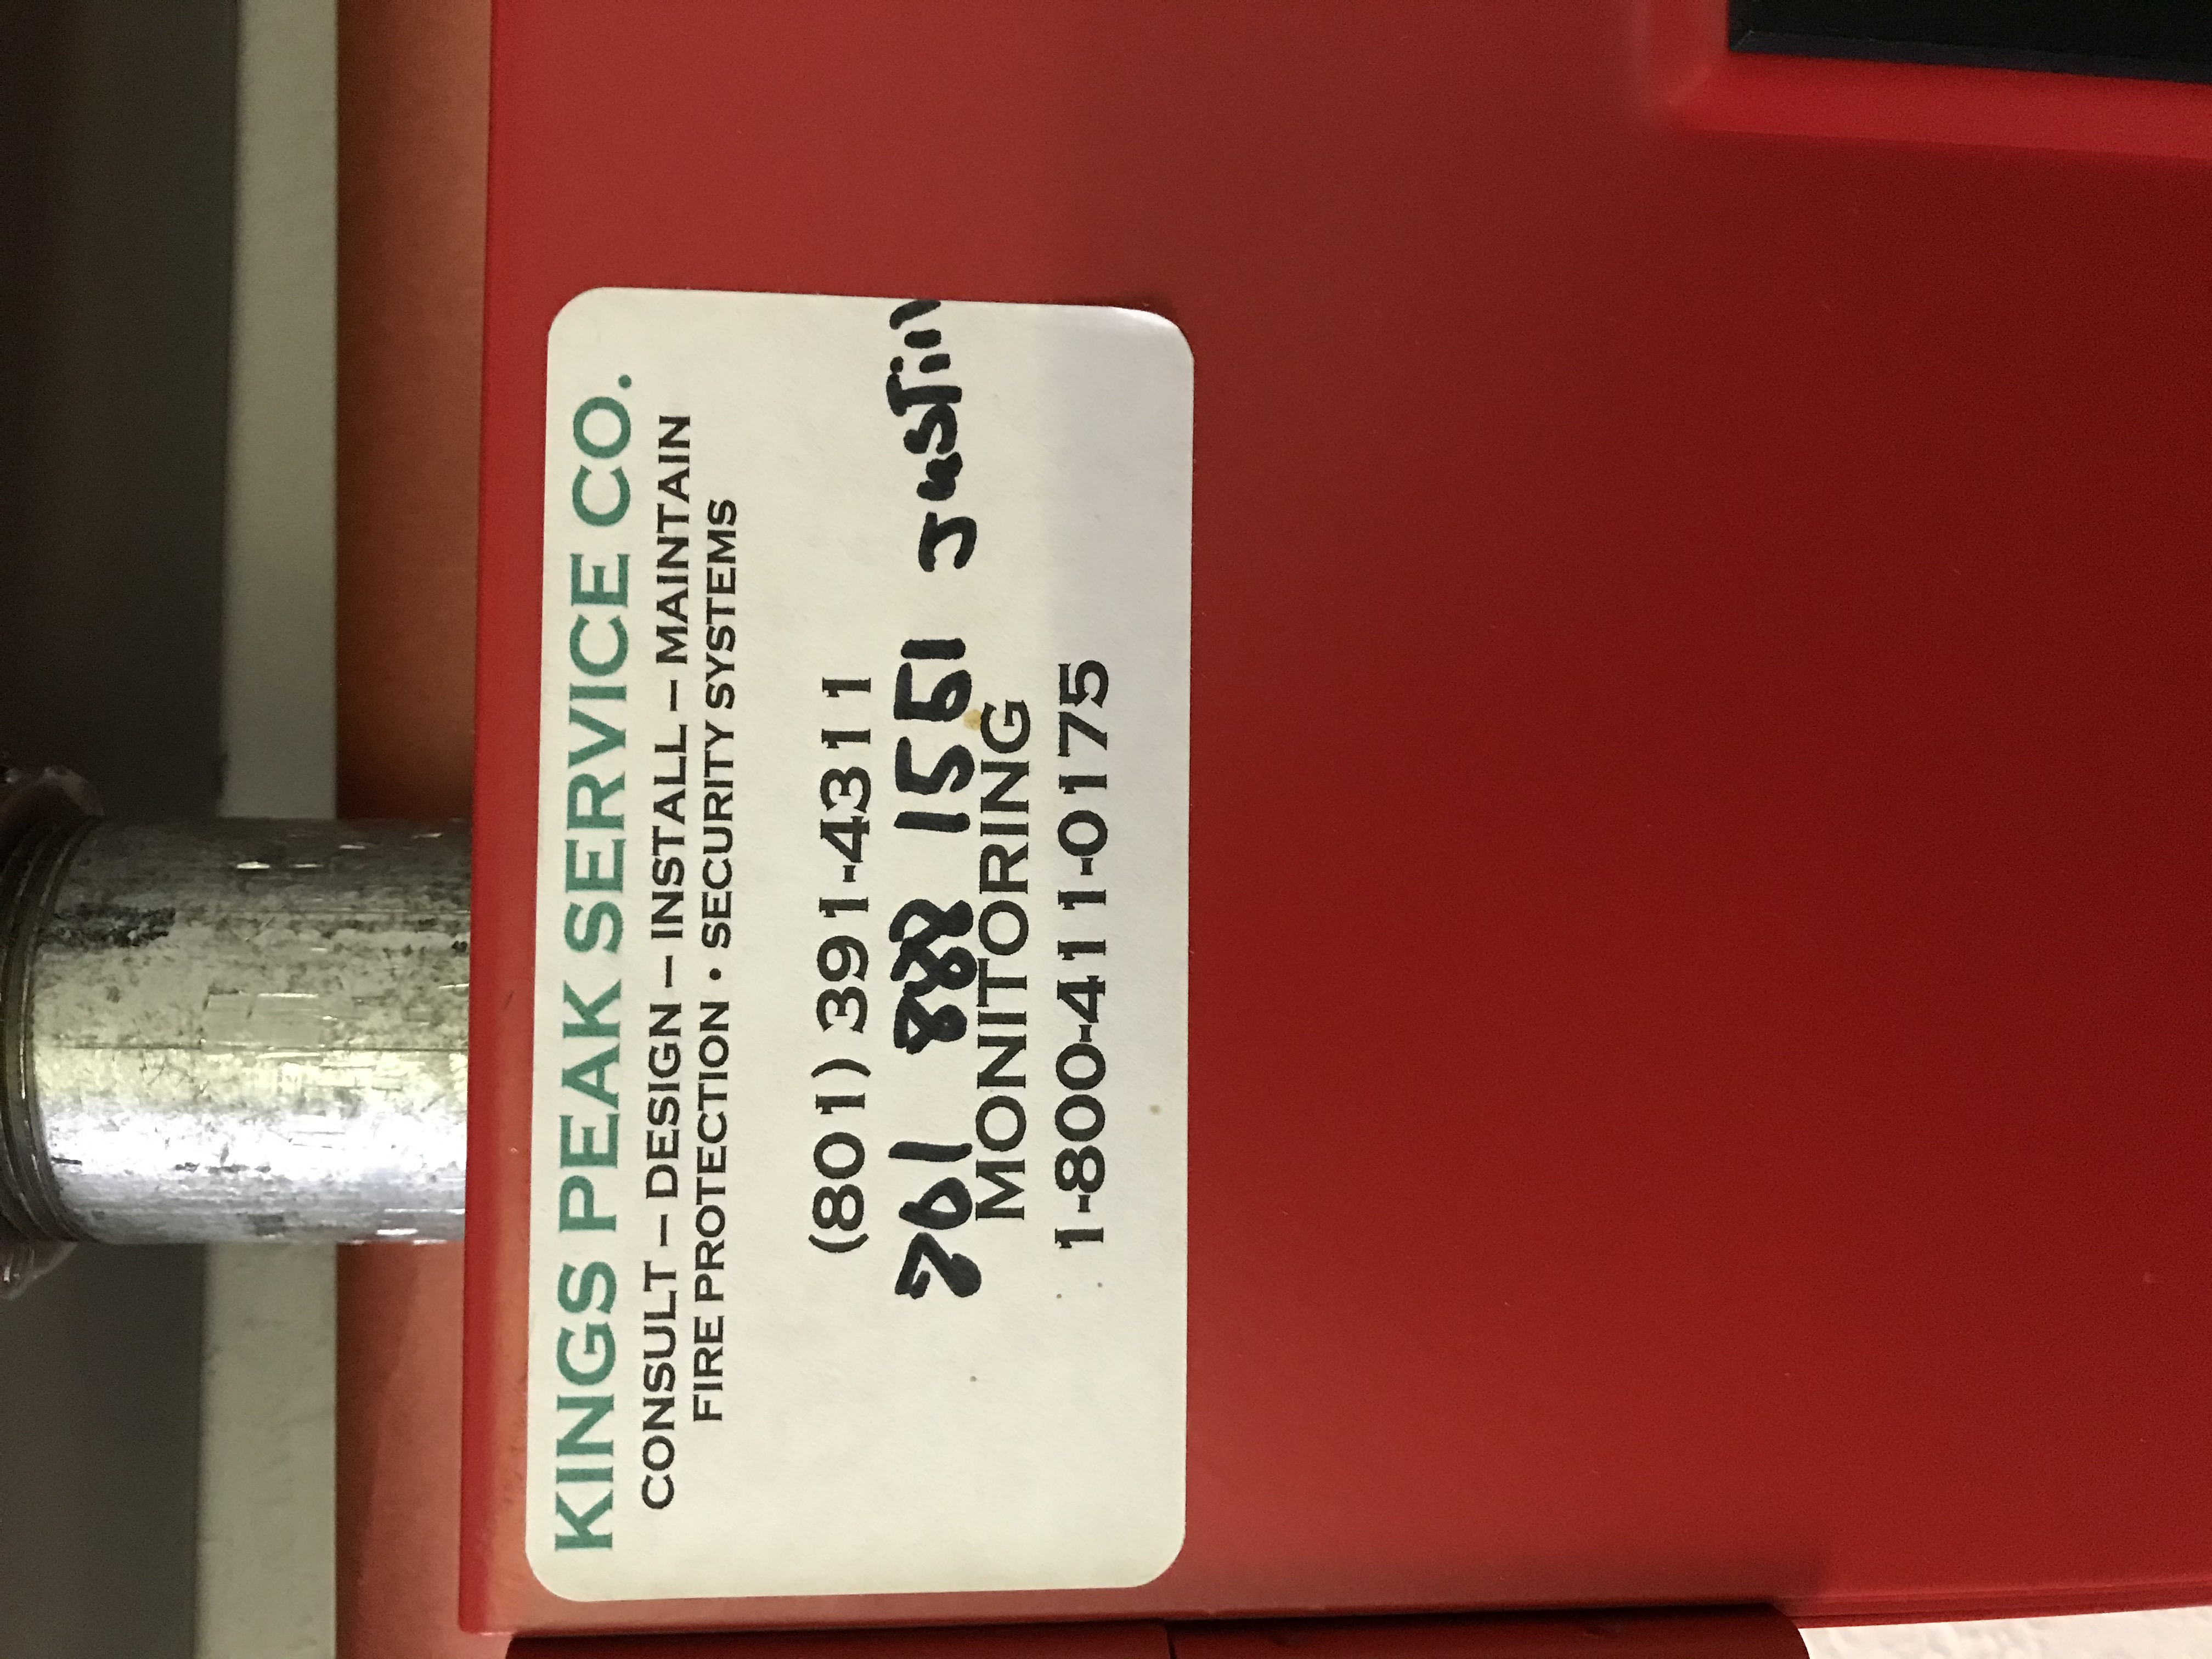 KINGS PEAK SERVICE CO.
CONSULT – DESIGN – INSTALL – MAINTAIN
FIRE PROTECTION • SECURITY SYSTEMS
(801) 391-4311
801 888 1551 Justin
MONITORING
1-800-411-0175